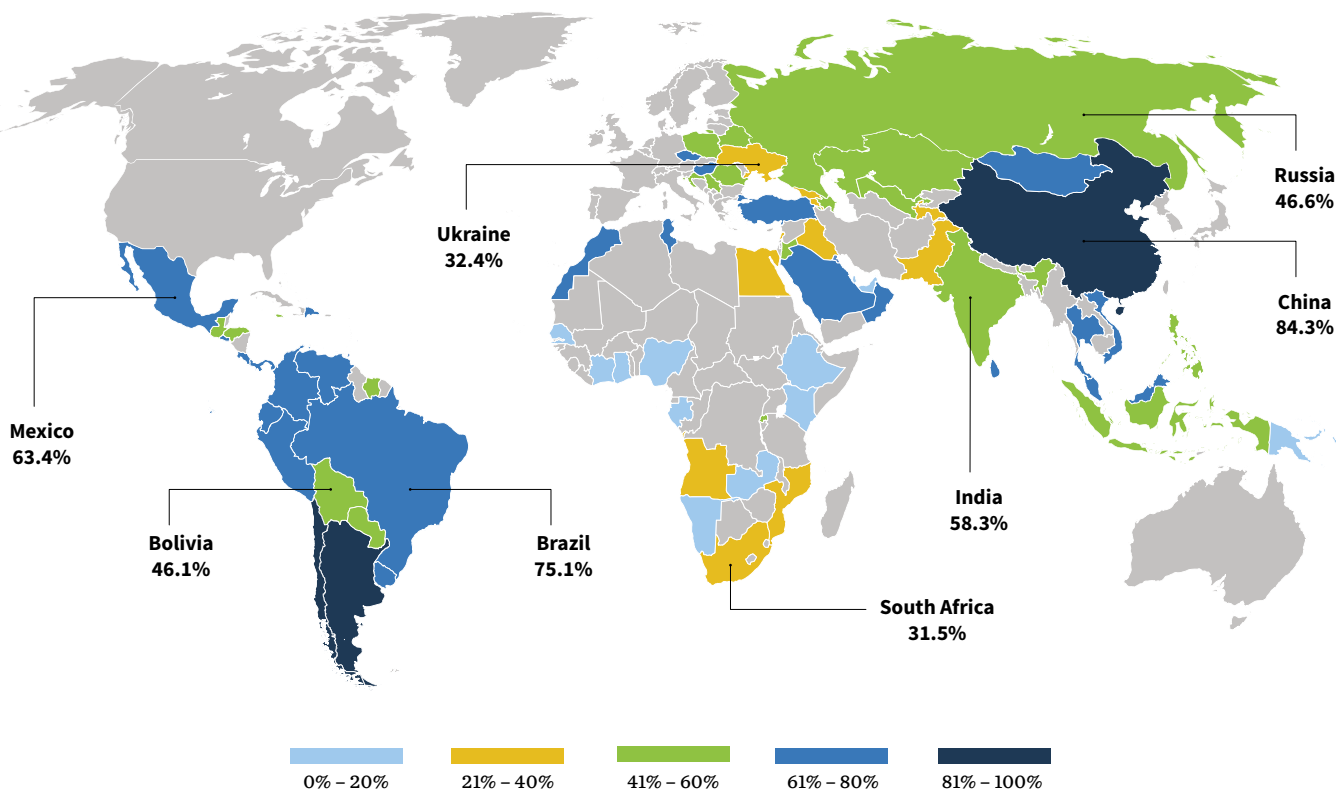 Russia
46.6%
Ukraine
32.4%
China
84.3%
Mexico
63.4%
India
58.3%
Bolivia
46.1%
Brazil
75.1%
South Africa
31.5%
0% – 20%
21% – 40%
41% – 60%
61% – 80%
81% – 100%